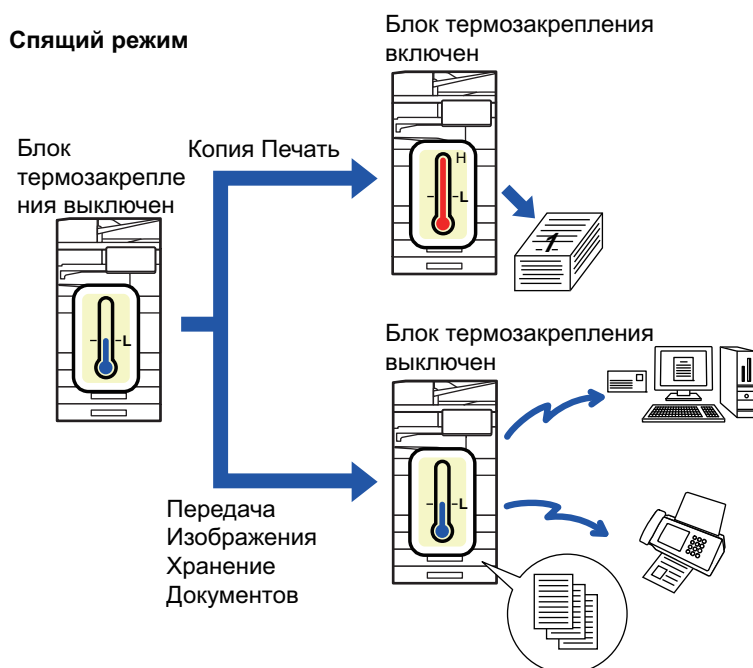 Спящий режим
Блок термозакрепления
включен
Блок
термозакрепле
ния выключен
Копия Печать
H
L
1
L
Блок термозакрепления
выключен
L
Передача
Изображения
Хранение
Документов